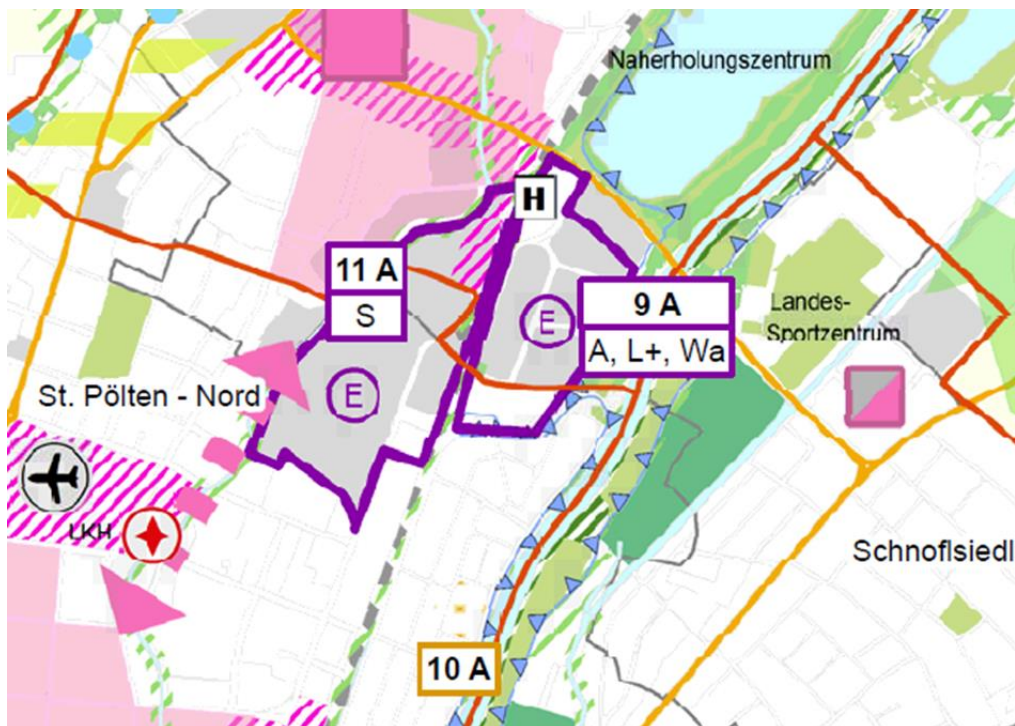 Naherholungszentrum
H
11 A
S
E
9 A
A, L+, Wa
E
Landes-
Sportzentrum
St. Pölten - Nord
LKH
Schnoflsiedl
10 A